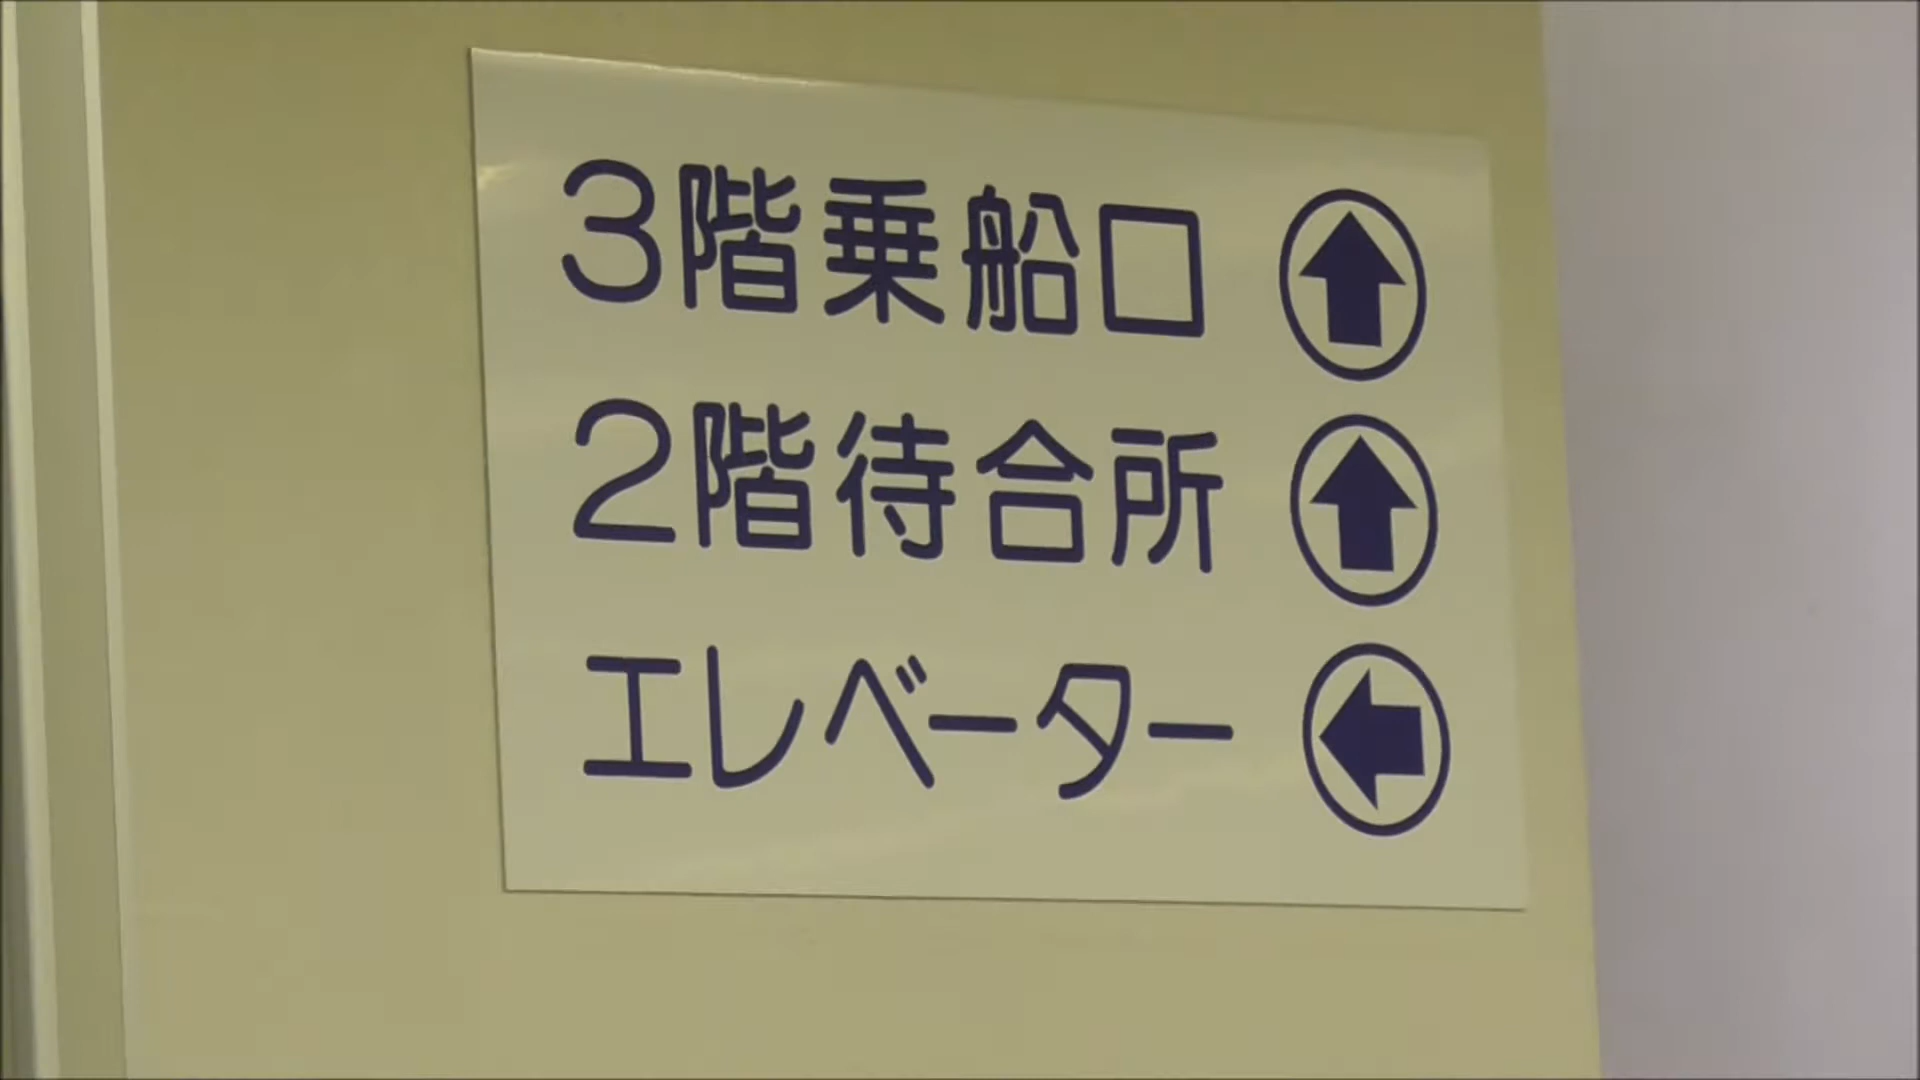 3階乗船口 ⬆
2階待合所 ⬆
エレベーター ⬅